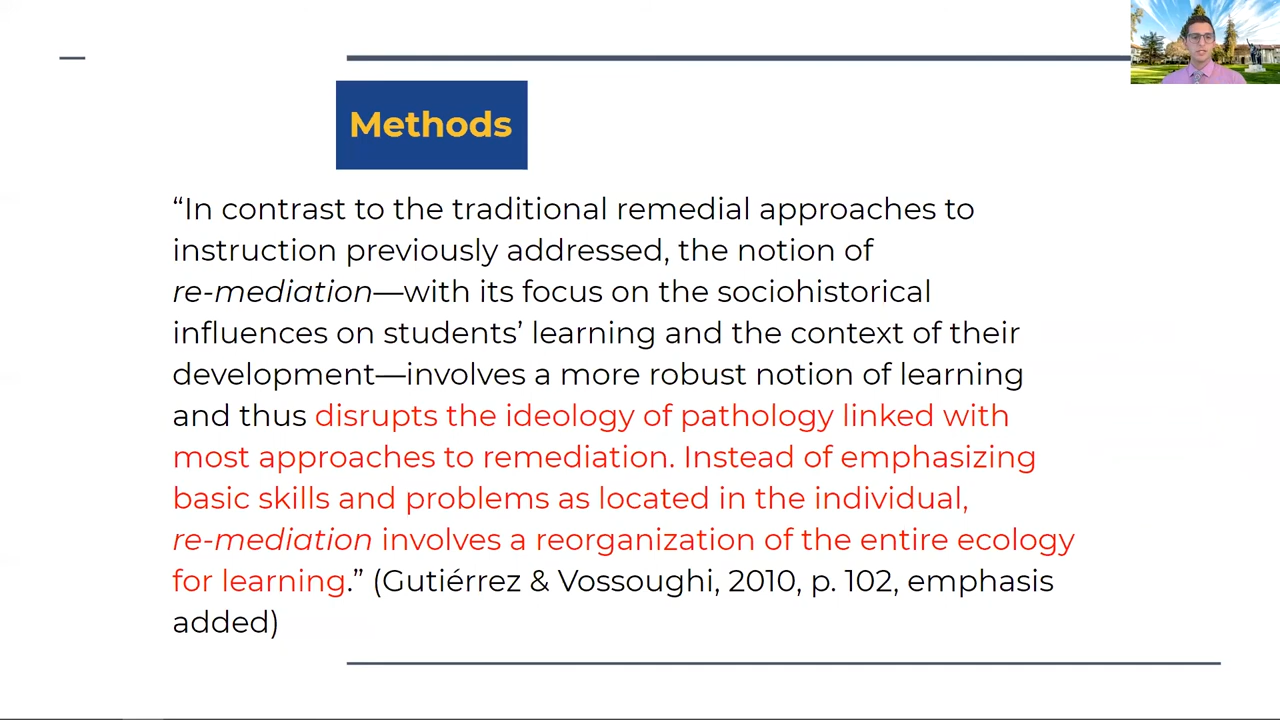 Methods
“In contrast to the traditional remedial approaches to
instruction previously addressed, the notion of
re-mediation—with its focus on the sociohistorical
influences on students’ learning and the context of their
development—involves a more robust notion of learning
and thus disrupts the ideology of pathology linked with
most approaches to remediation. Instead of emphasizing
basic skills and problems as located in the individual,
re-mediation involves a reorganization of the entire ecology
for learning.” (Gutiérrez & Vossoughi, 2010, p. 102, emphasis
added)